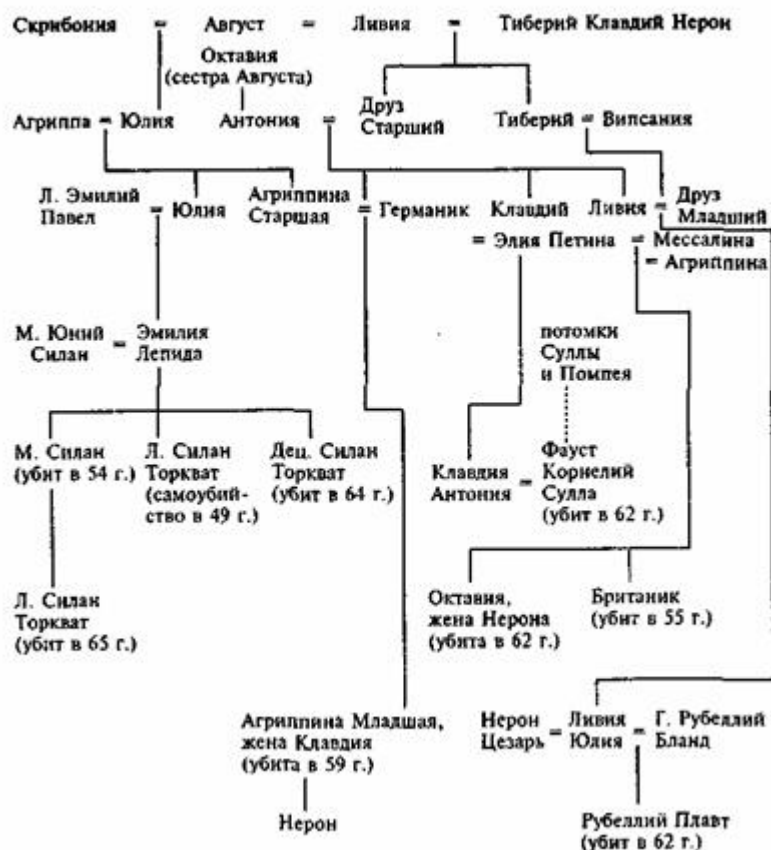 Скрибония = Август = Ливия = Тиберий Клавдий Нерон
Октавия
(сестра Августа)
Агриппа = Юлия Антония = Друз Старший Тиберий = Випсания
Л. Эмилий Павел = Юлия Агриппина Старшая = Германик Клавдий Ливия = Друз Младший
= Элия Петина = Мессалина
= Агриппина
М. Юний Силан = Эмилия Лепида
потомки
Суллы
и Помпея
М. Силан
(убит в 54 г.)
Л. Силан
Торкват
(самоубий-
ство в 49 г.)
Дец. Силан
Торкват
(убит в 64 г.)
Клавдия Антония = Фауст
Корнелий
Сулла
(убит в 62 г.)
Л. Силан
Торкват
(убит в 65 г.)
Октавия,
жена Нерона
(убита в 62 г.)
Британик
(убит в 55 г.)
Агриппина Младшая,
жена Клавдия
(убита в 59 г.)
Нерон Цезарь = Ливия Юлия = Г. Рубеллий Бланд
Нерон
Рубеллий Плавт
(убит в 62 г.)